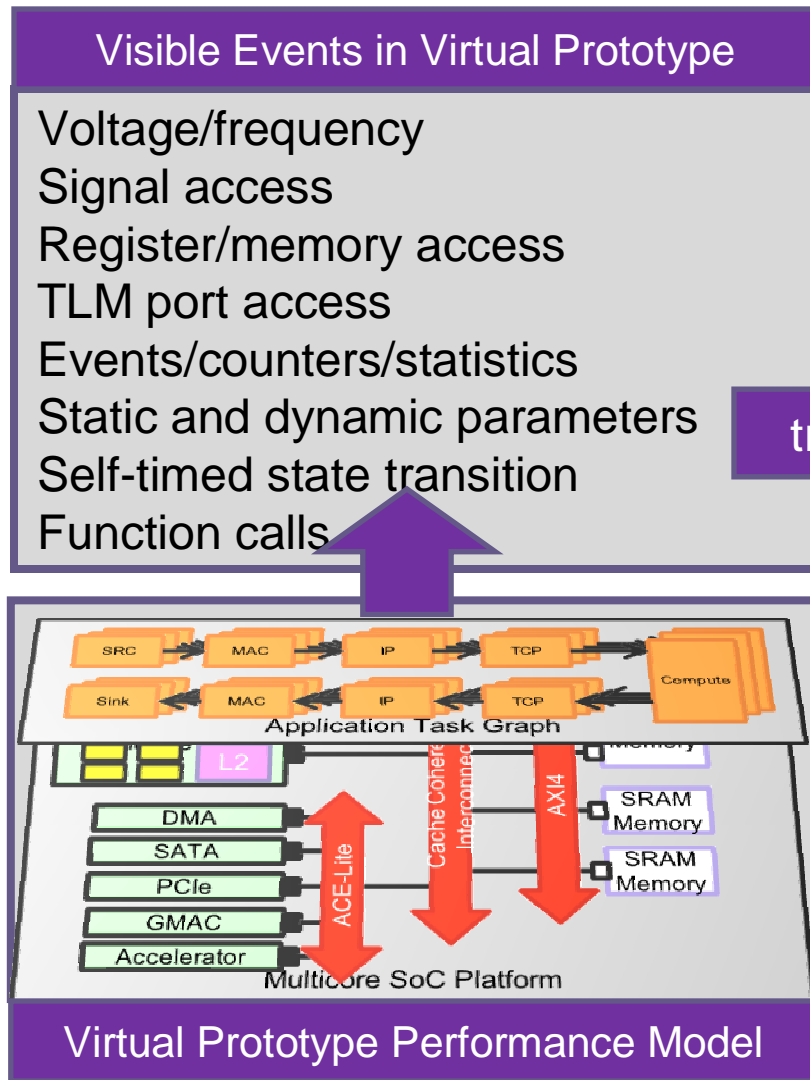 Visible Events in Virtual Prototype
Voltage/frequency
Signal access
Register/memory access
TLM port access
Events/counters/statistics
Static and dynamic parameters
Self-timed state transition
Function calls
SRC
MAC
IP
TCP
Compute
Sink
MAC
IP
TCP
Application Task Graph
L2
Memory
DMA
SATA
PCIe
GMAC
Accelerator
ACE-Lite
AXI4
SRAM
Memory
SRAM
Memory
Multicore SoC Platform
Virtual Prototype Performance Model